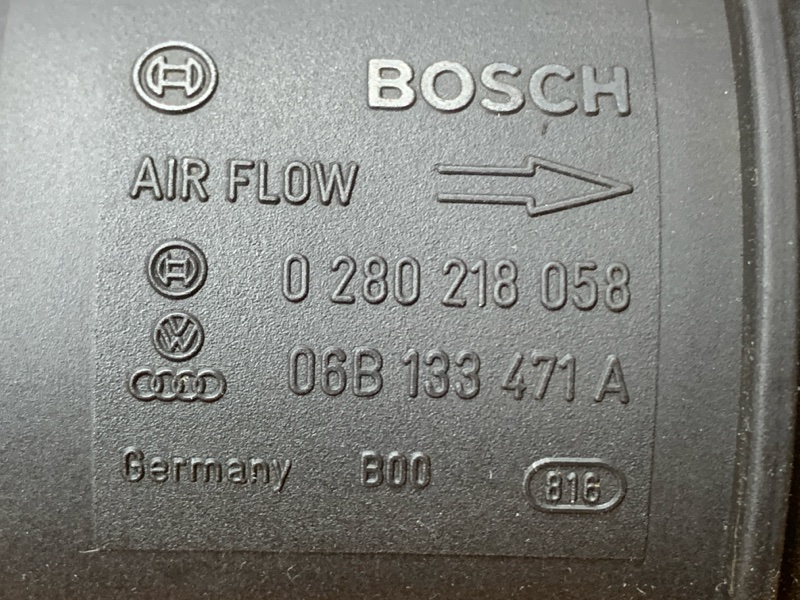 BOSCH
AIR FLOW
0 280 218 058
06B 133 471 A
Germany B00 816